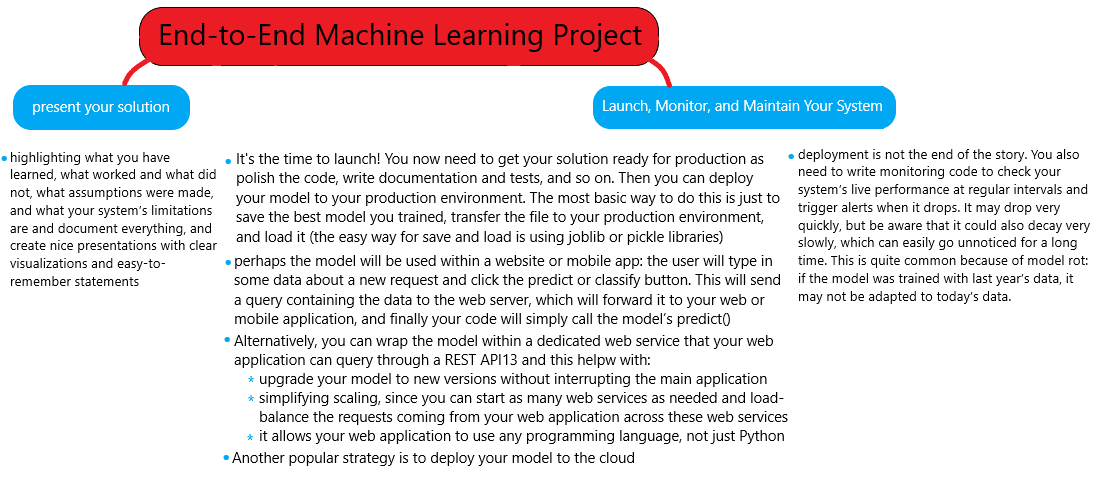 End-to-End Machine Learning Project
present your solution
Launch, Monitor, and Maintain Your System
highlighting what you have
learned, what worked and what did
not, what assumptions were made,
and what your system's limitations
are and document everything, and
create nice presentations with clear
visualizations and easy-to-
remember statements
It's the time to launch! You now need to get your solution ready for production as
polish the code, write documentation and tests, and so on. Then you can deploy
your model to your production environment. The most basic way to do this is just to
save the best model you trained, transfer the file to your production environment,
and load it (the easy way for save and load is using joblib or pickle libraries)
perhaps the model will be used within a website or mobile app: the user will type in
some data about a new request and click the predict or classify button. This will send
a query containing the data to the web server, which will forward it to your web or
mobile application, and finally your code will simply call the model's predict()
Alternatively, you can wrap the model within a dedicated web service that your web
application can query through a REST API13 and this helpw with:
* upgrade your model to new versions without interrupting the main application
* simplifying scaling, since you can start as many web services as needed and load-
balance the requests coming from your web application across these web services
* it allows your web application to use any programming language, not just Python
Another popular strategy is to deploy your model to the cloud
deployment is not the end of the story. You also
need to write monitoring code to check your
system's live performance at regular intervals and
trigger alerts when it drops. It may drop very
quickly, but be aware that it could also decay very
slowly, which can easily go unnoticed for a long
time. This is quite common because of model rot:
if the model was trained with last year's data, it
may not be adapted to today's data.